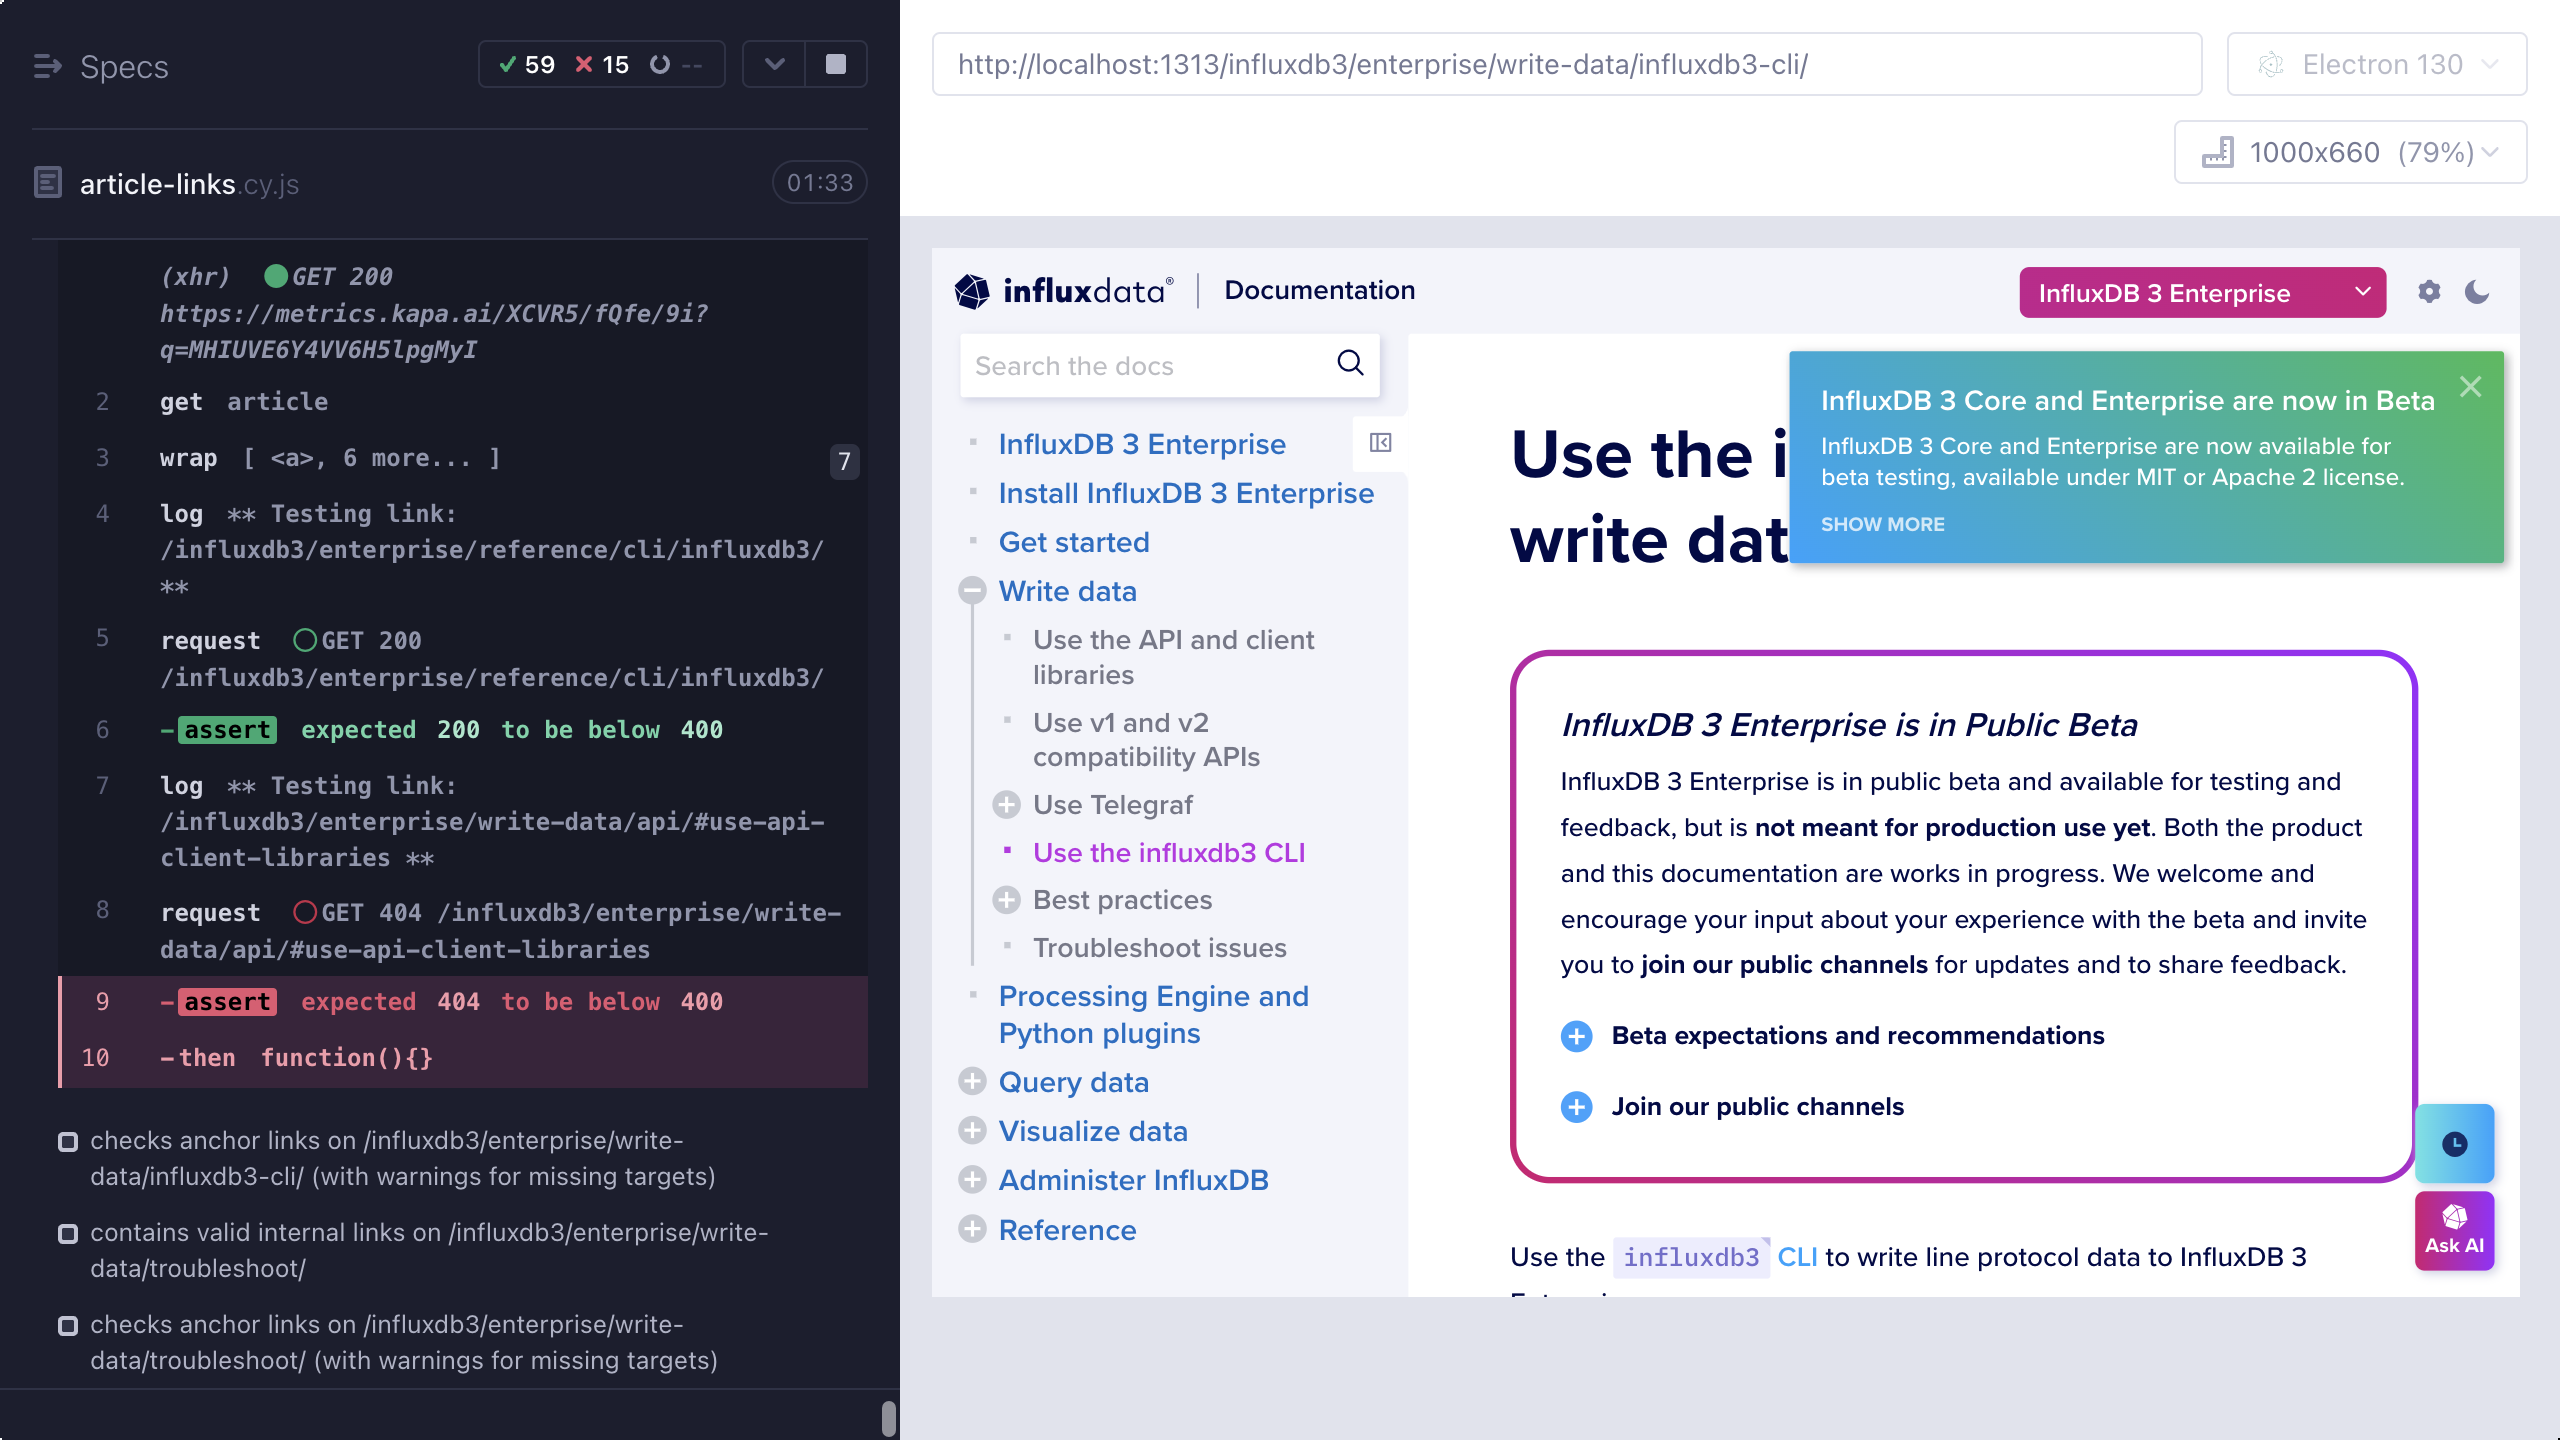 Specs
59 15 --
article-links.cy.js
01:33
(xhr) GET 200
https://metrics.kapa.ai/XCVR5/fQfe/9i?
q=MHIUVE6Y4VV6H5lpgMyI
2 get article
3 wrap [ <a>, 6 more... ] 7
4 log ** Testing link:
/influxdb3/enterprise/reference/cli/influxdb3/
**
5 request GET 200
/influxdb3/enterprise/reference/cli/influxdb3/
6 -assert expected 200 to be below 400
7 log ** Testing link:
/influxdb3/enterprise/write-data/api/#use-api-
client-libraries **
8 request GET 404 /influxdb3/enterprise/write-
data/api/#use-api-client-libraries
9 -assert expected 404 to be below 400
10 -then function(){}
checks anchor links on /influxdb3/enterprise/write-
data/influxdb3-cli/ (with warnings for missing targets)
contains valid internal links on /influxdb3/enterprise/write-
data/troubleshoot/
checks anchor links on /influxdb3/enterprise/write-
data/troubleshoot/ (with warnings for missing targets)
http://localhost:1313/influxdb3/enterprise/write-data/influxdb3-cli/
Electron 130
1000x660 (79%)
influxdata® Documentation
InfluxDB 3 Enterprise
Search the docs
InfluxDB 3 Enterprise
Install InfluxDB 3 Enterprise
Get started
Write data
Use the API and client
libraries
Use v1 and v2
compatibility APIs
Use Telegraf
Use the influxdb3 CLI
Best practices
Troubleshoot issues
Processing Engine and
Python plugins
Query data
Visualize data
Administer InfluxDB
Reference
Use the i
write dat
InfluxDB 3 Core and Enterprise are now in Beta
InfluxDB 3 Core and Enterprise are now available for
beta testing, available under MIT or Apache 2 license.
SHOW MORE
InfluxDB 3 Enterprise is in Public Beta
InfluxDB 3 Enterprise is in public beta and available for testing and
feedback, but is not meant for production use yet. Both the product
and this documentation are works in progress. We welcome and
encourage your input about your experience with the beta and invite
you to join our public channels for updates and to share feedback.
Beta expectations and recommendations
Join our public channels
Use the influxdb3 CLI to write line protocol data to InfluxDB 3
Ask AI